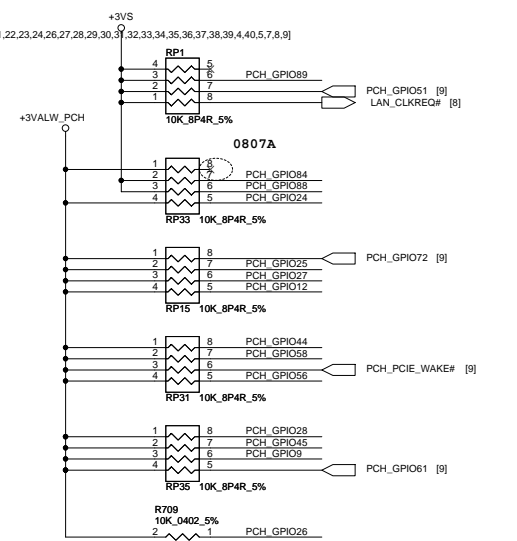 +3VS
,22,23,24,26,27,28,29,30,31,32,33,34,35,36,37,38,39,4,40,5,7,8,9]
RP1
4 5
3 6 PCH_GPIO89
2 7 PCH_GPIO51 [9]
1 8 LAN_CLKREQ# [8]
10K_8P4R_5%
+3VALW_PCH
0807A
1 8
2 7 PCH_GPIO84
3 6 PCH_GPIO88
4 5 PCH_GPIO24
RP33 10K_8P4R_5%
1 8 PCH_GPIO72 [9]
2 7 PCH_GPIO25
3 6 PCH_GPIO27
4 5 PCH_GPIO12
RP15 10K_8P4R_5%
1 8 PCH_GPIO44
2 7 PCH_GPIO58
3 6 PCH_PCIE_WAKE# [9]
4 5 PCH_GPIO56
RP31 10K_8P4R_5%
1 8 PCH_GPIO28
2 7 PCH_GPIO45
3 6 PCH_GPIO9
4 5 PCH_GPIO61 [9]
RP35 10K_8P4R_5%
R709
10K_0402_5%
2 1 PCH_GPIO26